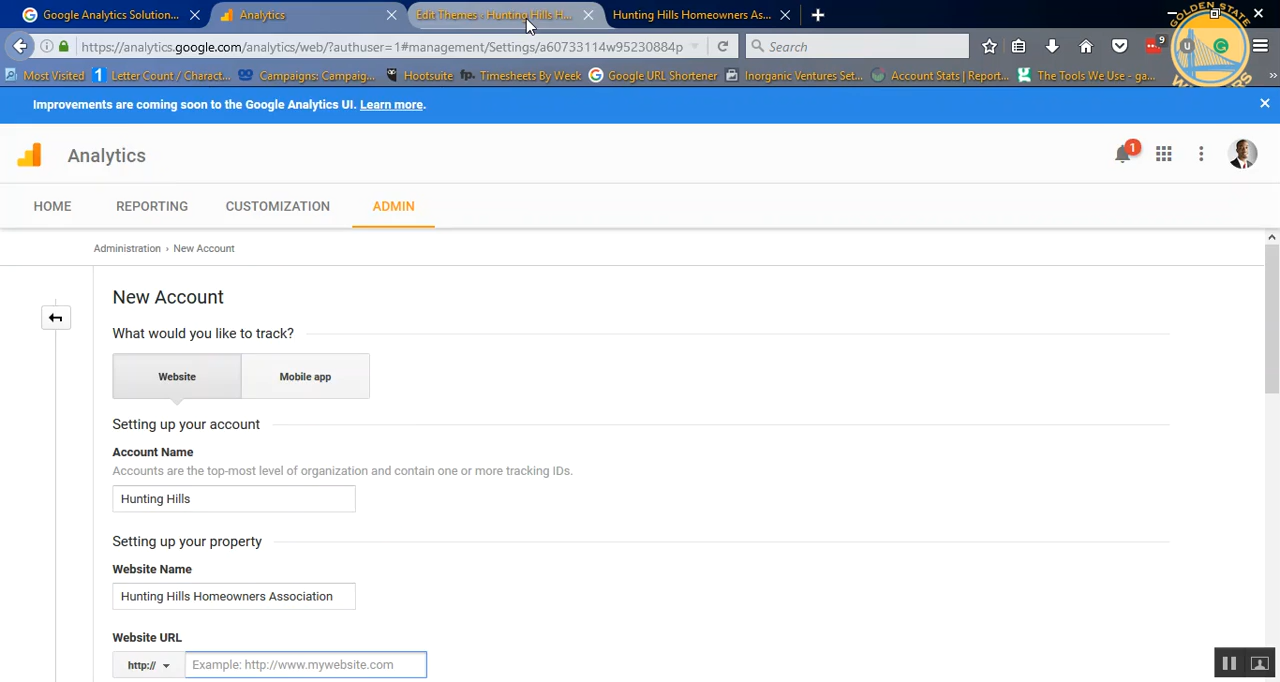 Google Analytics Solution...
Analytics
Edit Themes ‹ Hunting Hills H...
Hunting Hills Homeowners As...
https://analytics.google.com/analytics/web/?authuser=1#management/Settings/a60733114w95230884p
Search
9
GOLDEN STATE
WARRIORS
Most Visited
Letter Count / Charact...
Campaigns: Campaig...
Hootsuite
fp. Timesheets By Week
Google URL Shortener
Inorganic Ventures Set...
Account Stats | Report...
The Tools We Use - ga...
Improvements are coming soon to the Google Analytics UI. Learn more.
Analytics
1
HOME
REPORTING
CUSTOMIZATION
ADMIN
Administration › New Account
New Account
What would you like to track?
Website
Mobile app
Setting up your account
Account Name
Accounts are the top-most level of organization and contain one or more tracking IDs.
Hunting Hills
Setting up your property
Website Name
Hunting Hills Homeowners Association
Website URL
http://
Example: http://www.mywebsite.com